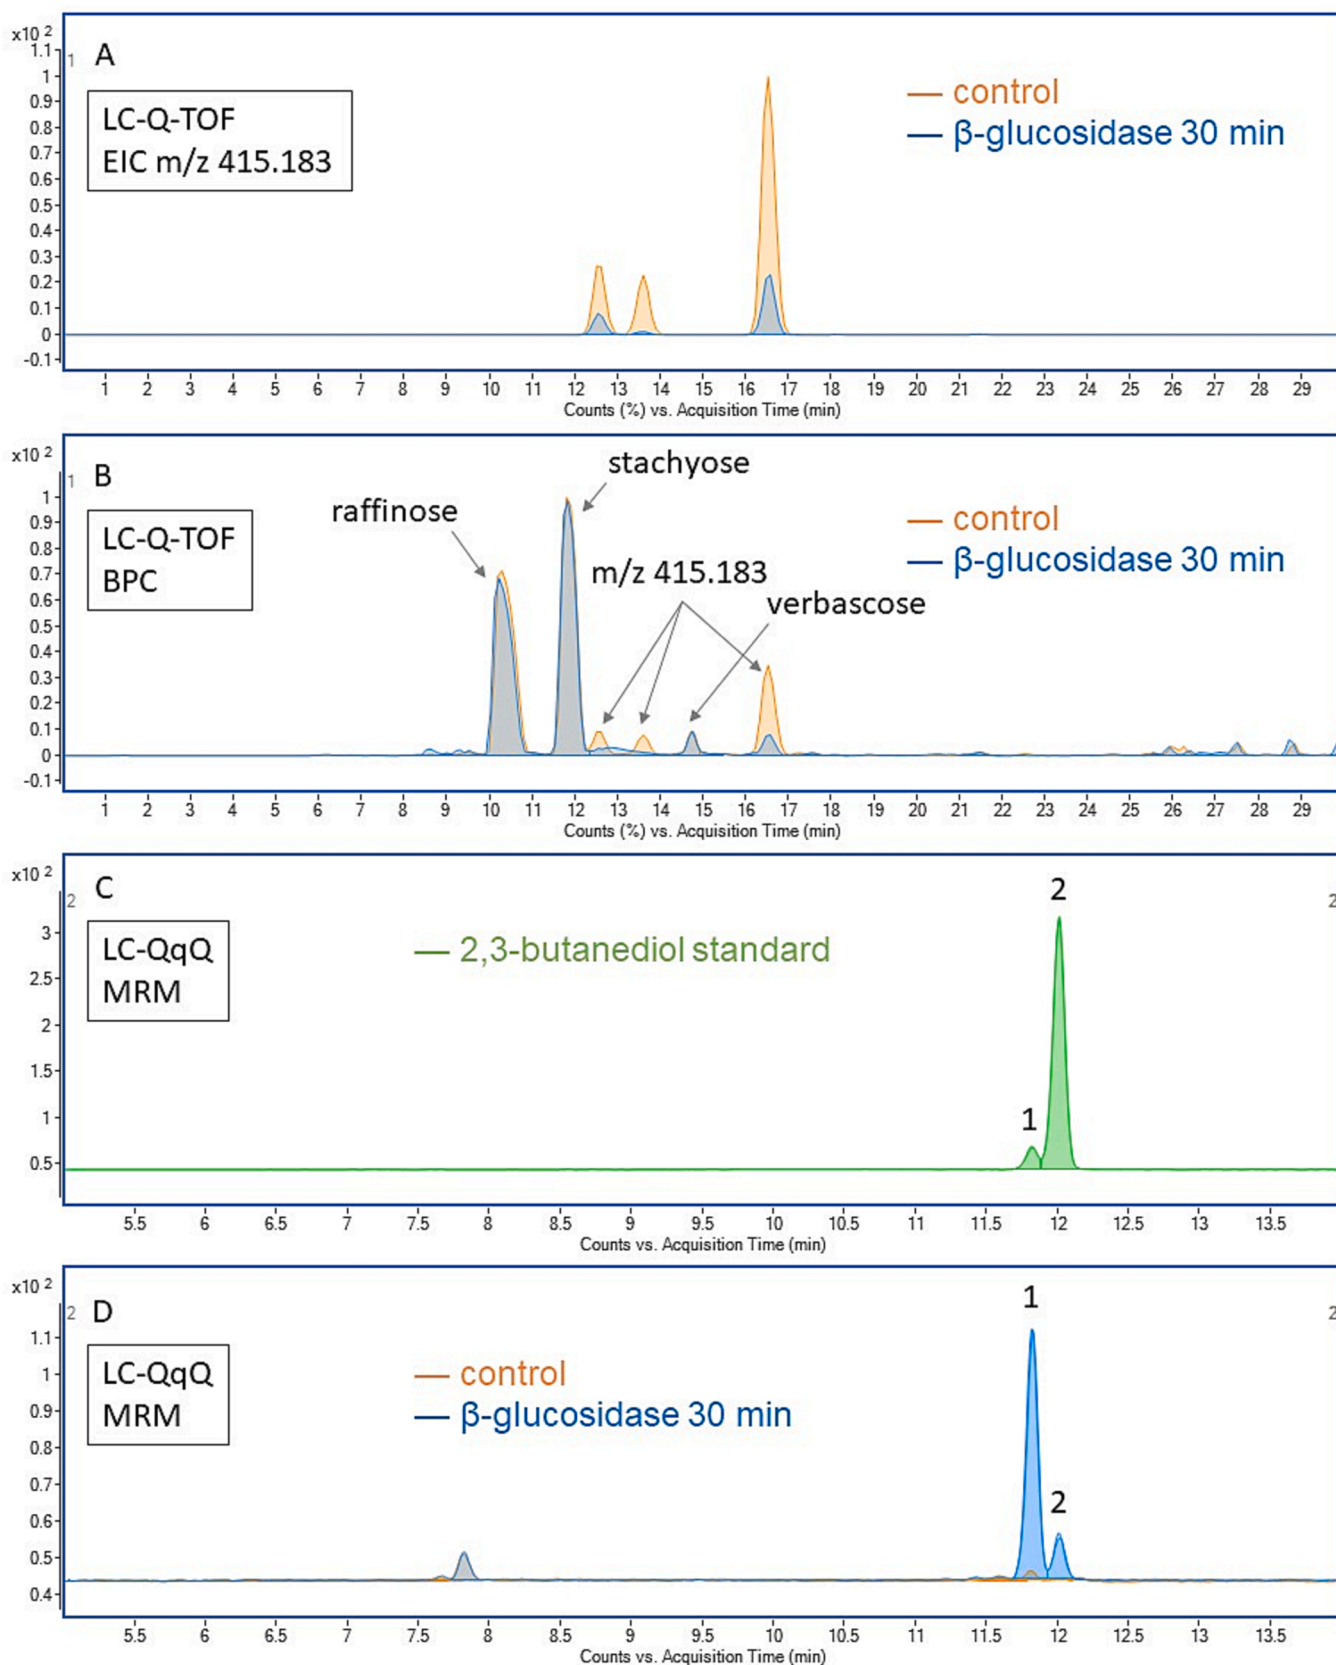 x10 2
1
A
1.1
1
0.9
0.8
0.7
0.6
0.5
0.4
0.3
0.2
0.1
0
-0.1
LC-Q-TOF
EIC m/z 415.183
control
β-glucosidase 30 min
1 2 3 4 5 6 7 8 9 10 11 12 13 14 15 16 17 18 19 20 21 22 23 24 25 26 27 28 29
Counts (%) vs. Acquisition Time (min)
x10 2
1
B
1
0.9
0.8
0.7
0.6
0.5
0.4
0.3
0.2
0.1
0
-0.1
LC-Q-TOF
BPC
raffinose
stachyose
m/z 415.183
verbascose
control
β-glucosidase 30 min
1 2 3 4 5 6 7 8 9 10 11 12 13 14 15 16 17 18 19 20 21 22 23 24 25 26 27 28 29
Counts (%) vs. Acquisition Time (min)
x10 2
2
C
2
3
2.5
2
1.5
1
0.5
LC-QqQ
MRM
2,3-butanediol standard
1
2
5.5 6 6.5 7 7.5 8 8.5 9 9.5 10 10.5 11 11.5 12 12.5 13 13.5
Counts vs. Acquisition Time (min)
x10 2
2
D
2
1.1
1
0.9
0.8
0.7
0.6
0.5
0.4
LC-QqQ
MRM
control
β-glucosidase 30 min
1
2
5.5 6 6.5 7 7.5 8 8.5 9 9.5 10 10.5 11 11.5 12 12.5 13 13.5
Counts vs. Acquisition Time (min)